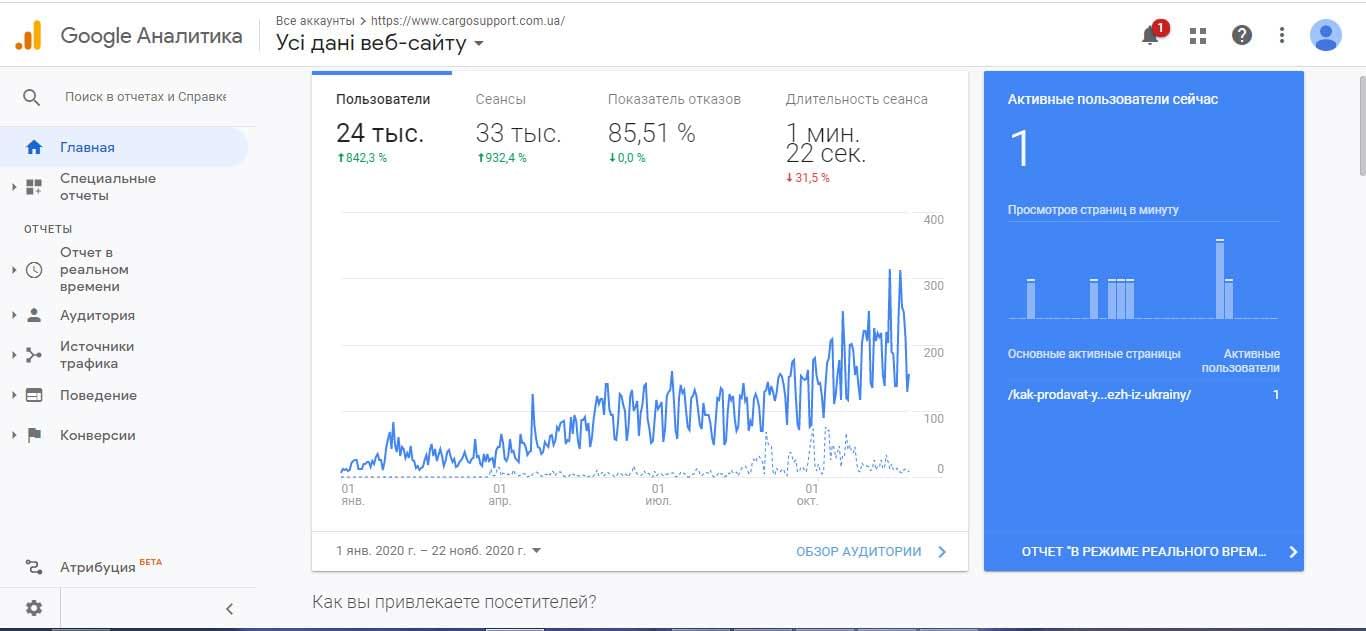 Google Аналитика
Все аккаунты > https://www.cargosupport.com.ua/
Усі дані веб-сайту
1
Поиск в отчетах и Справке
Главная
Специальные
отчеты
ОТЧЕТЫ
Отчет в
реальном
времени
Аудитория
Источники
трафика
Поведение
Конверсии
Атрибуция БЕТА
Пользователи
24 тыс.
842,3 %
Сеансы
33 тыс.
932,4 %
Показатель отказов
85,51 %
0,0 %
Длительность сеанса
1 мин.
22 сек.
31,5 %
400
300
200
100
0
01
янв.
01
апр.
01
июл.
01
окт.
1 янв. 2020 г. – 22 нояб. 2020 г.
ОБЗОР АУДИТОРИИ
Активные пользователи сейчас
1
Просмотров страниц в минуту
Основные активные страницы
Активные
пользователи
/kak-prodavat-y...ezh-iz-ukrainy/ 1
ОТЧЕТ "В РЕЖИМЕ РЕАЛЬНОГО ВРЕМ...
Как вы привлекаете посетителей?